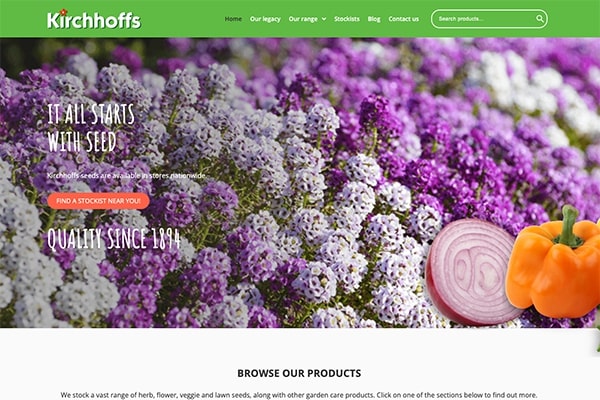 Kirchhoffs
Home Our legacy Our range Stockists Blog Contact us Search products...
IT ALL STARTS
WITH SEED
Kirchhoffs seeds are available in stores nationwide.
FIND A STOCKIST NEAR YOU!
QUALITY SINCE 1894
BROWSE OUR PRODUCTS
We stock a vast range of herb, flower, veggie and lawn seeds, along with other garden care products. Click on one of the sections below to find out more.